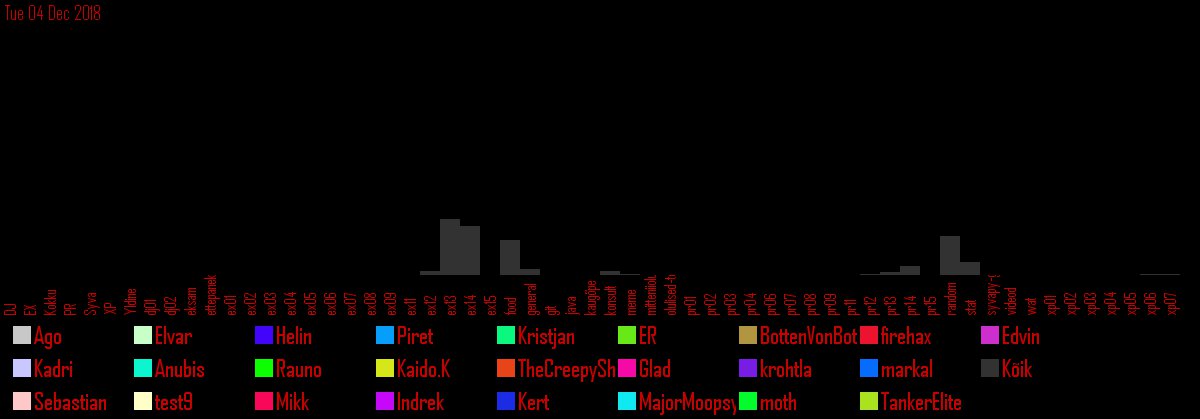 Tue 04 Dec 2018
DJ EX Kokku PR Syva XP Yldine dj01 dj02 eksam ettepanek ex01 ex02 ex03 ex04 ex05 ex06 ex07 ex08 ex09 ex11 ex12 ex13 ex14 ex15 food general git java kaugõpe konsult meme mitteriiol. olulised-h pr01 pr02 pr03 pr04 pr06 pr07 pr08 pr09 pr11 pr12 pr13 pr14 pr15 random stat videod wat xp01 xp02 xp03 xp04 xp05 xp06 xp07
Ago Elvar Helin Piret Kristjan ER BottenVonBot firehax Edvin
Kadri Anubis Rauno Kaido.K TheCreepySh Glad krohtla markal Kõik
Sebastian test9 Mikk Indrek Kert MajorMoopsy moth TankerElite